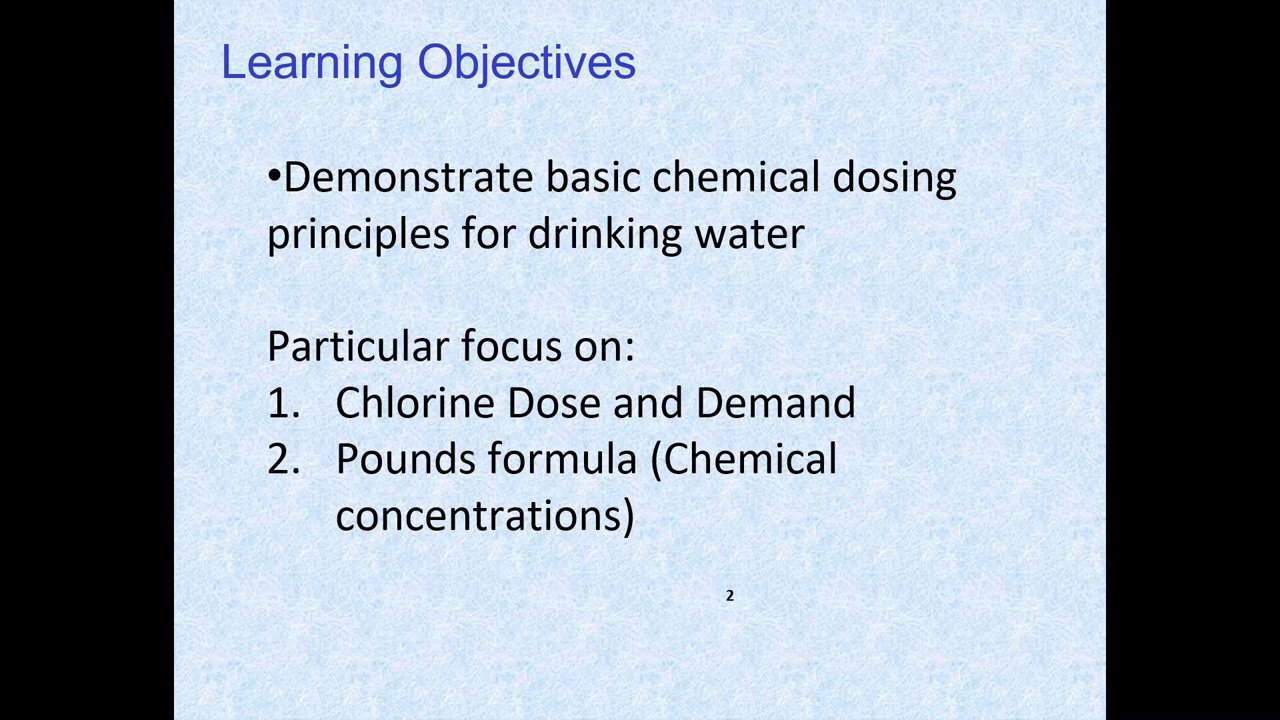 Learning Objectives
•Demonstrate basic chemical dosing
principles for drinking water
Particular focus on:
1. Chlorine Dose and Demand
2. Pounds formula (Chemical
concentrations)
2